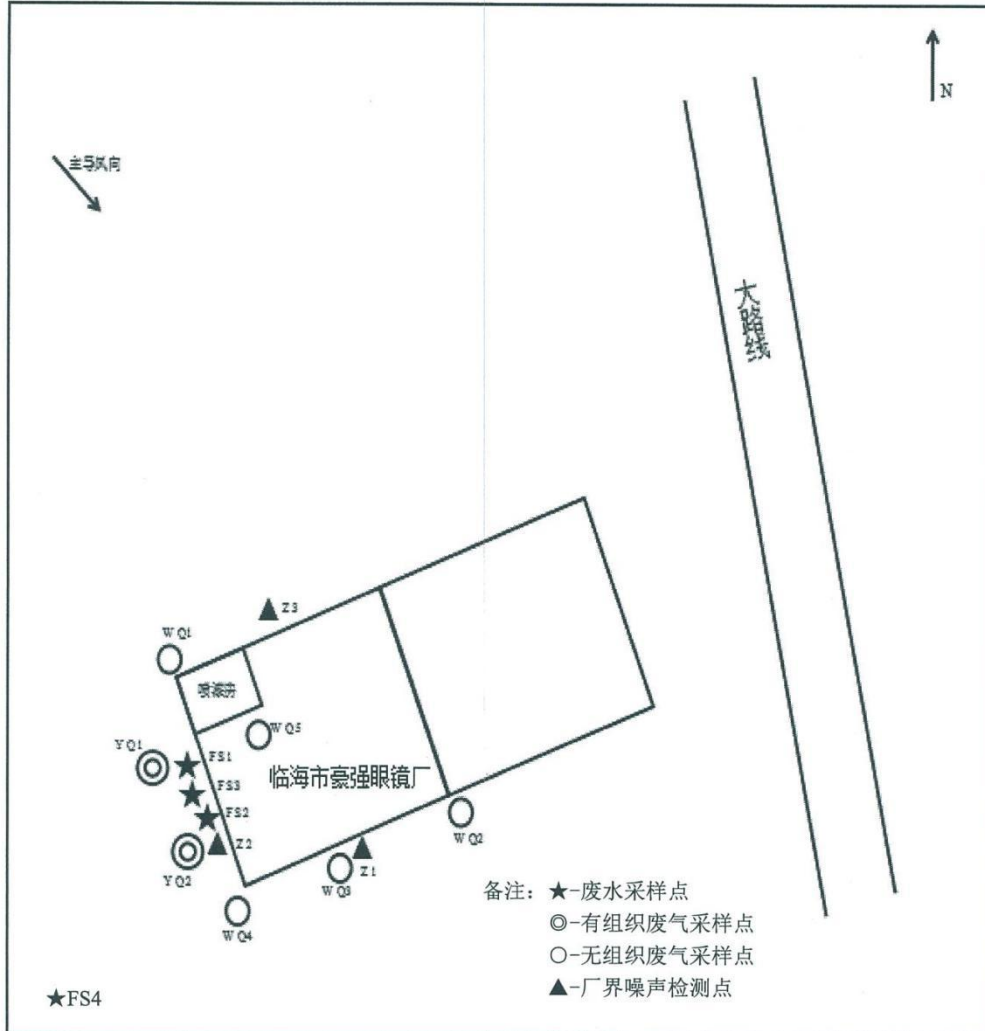 N
主导风向
大路线
Z3
WQ1
喷漆房
WQ5
YQ1
FS1
FS3
临海市豪强眼镜厂
FS2
Z2
WQ2
YQ2
Z1
WQ3
WQ4
备注：★-废水采样点
◎-有组织废气采样点
○-无组织废气采样点
▲-厂界噪声检测点
★FS4